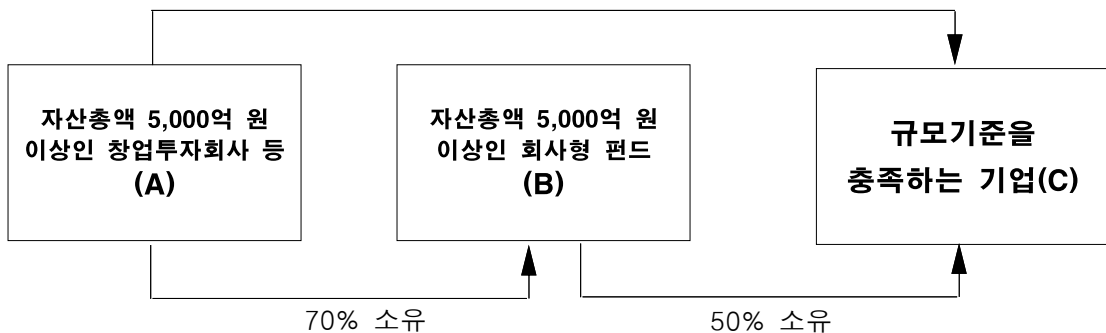 자산총액 5,000억 원
이상인 창업투자회사 등
(A)
자산총액 5,000억 원
이상인 회사형 펀드
(B)
규모기준을
충족하는 기업(C)
70% 소유
50% 소유